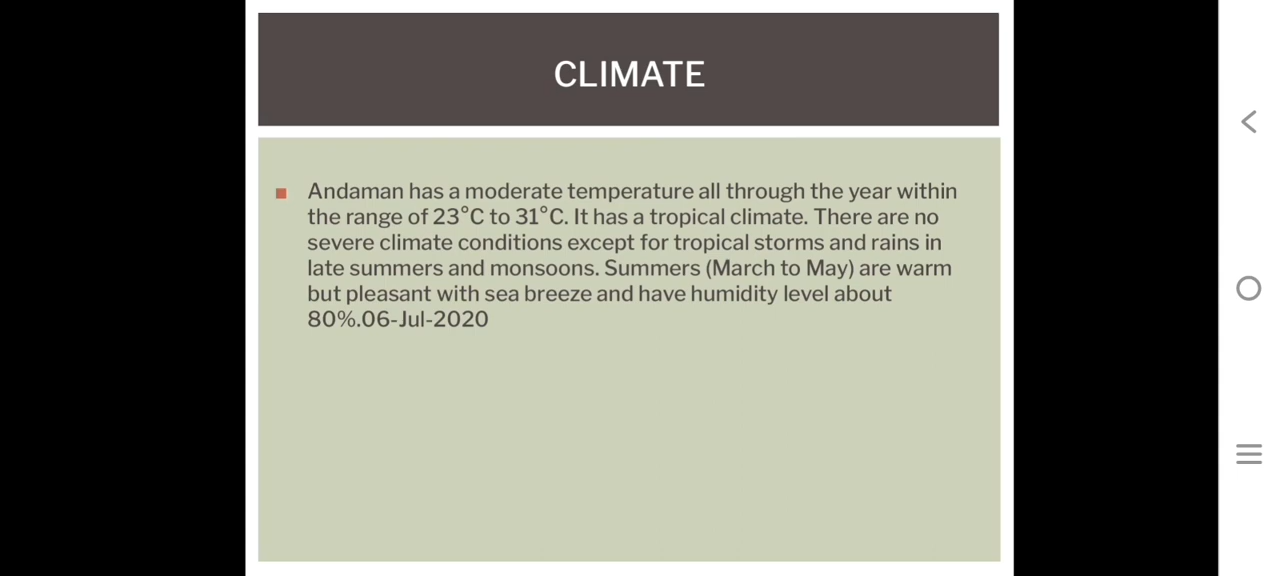 CLIMATE
Andaman has a moderate temperature all through the year within
the range of 23°C to 31°C. It has a tropical climate. There are no
severe climate conditions except for tropical storms and rains in
late summers and monsoons. Summers (March to May) are warm
but pleasant with sea breeze and have humidity level about
80%.06-Jul-2020